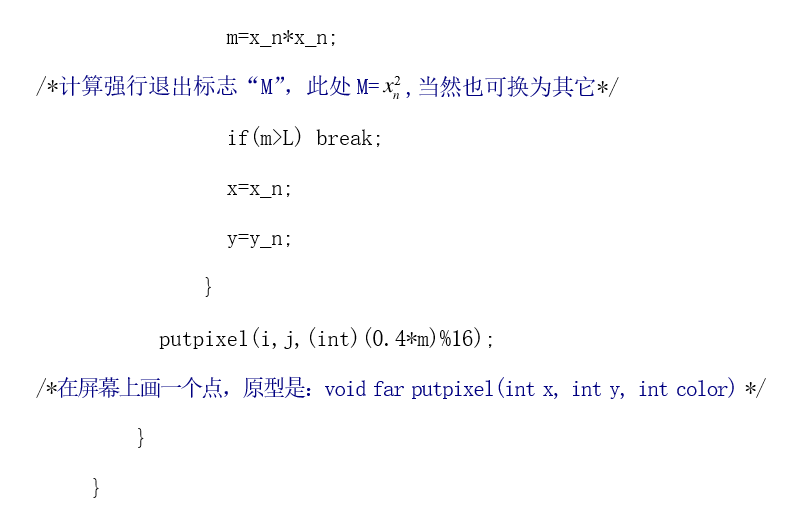 m=x_n*x_n;
/*计算强行退出标志“M”，此处 M=x_n^2，当然也可换为其它*/
if(m>L) break;
x=x_n;
y=y_n;
}
putpixel(i,j,(int)(0.4*m)%16);
/*在屏幕上画一个点，原型是：void far putpixel(int x, int y, int color) */
}
}